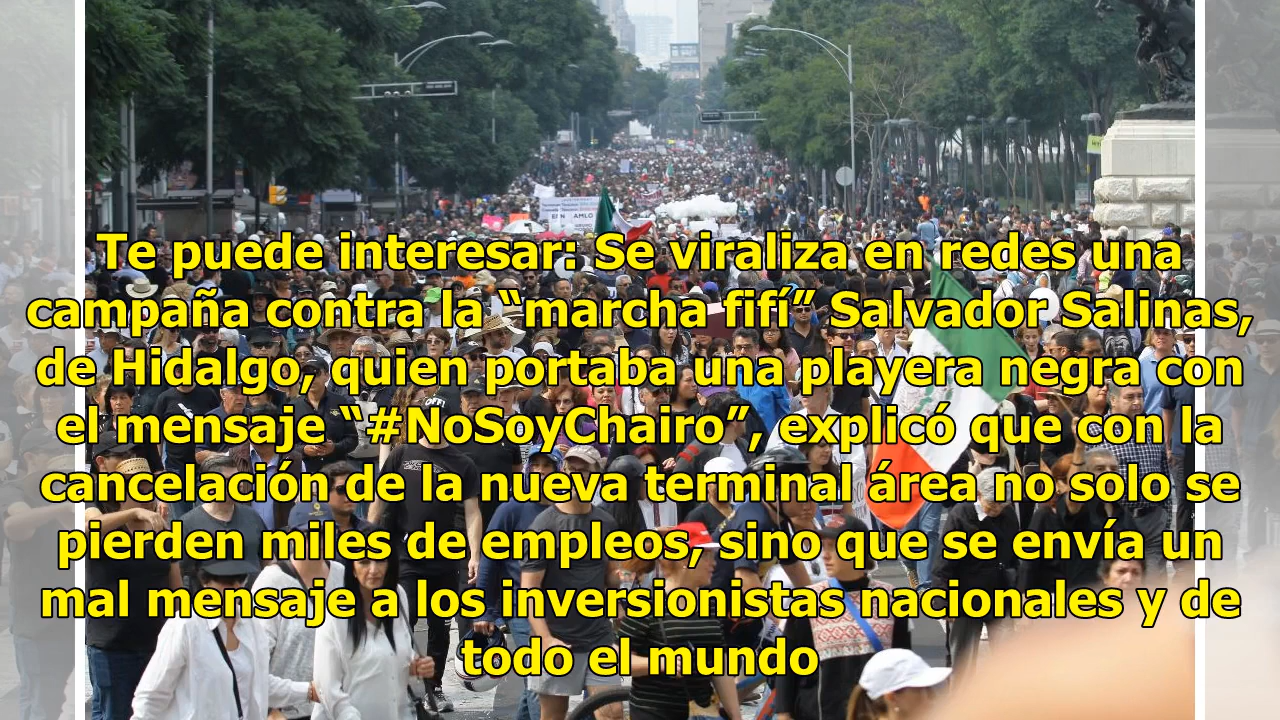 EPN AMLO
Te puede interesar: Se viraliza en redes una
campaña contra la “marcha fifí” Salvador Salinas,
de Hidalgo, quien portaba una playera negra con
el mensaje “#NoSoyChairo”, explicó que con la
cancelación de la nueva terminal área no solo se
pierden miles de empleos, sino que se envía un
mal mensaje a los inversionistas nacionales y de
todo el mundo